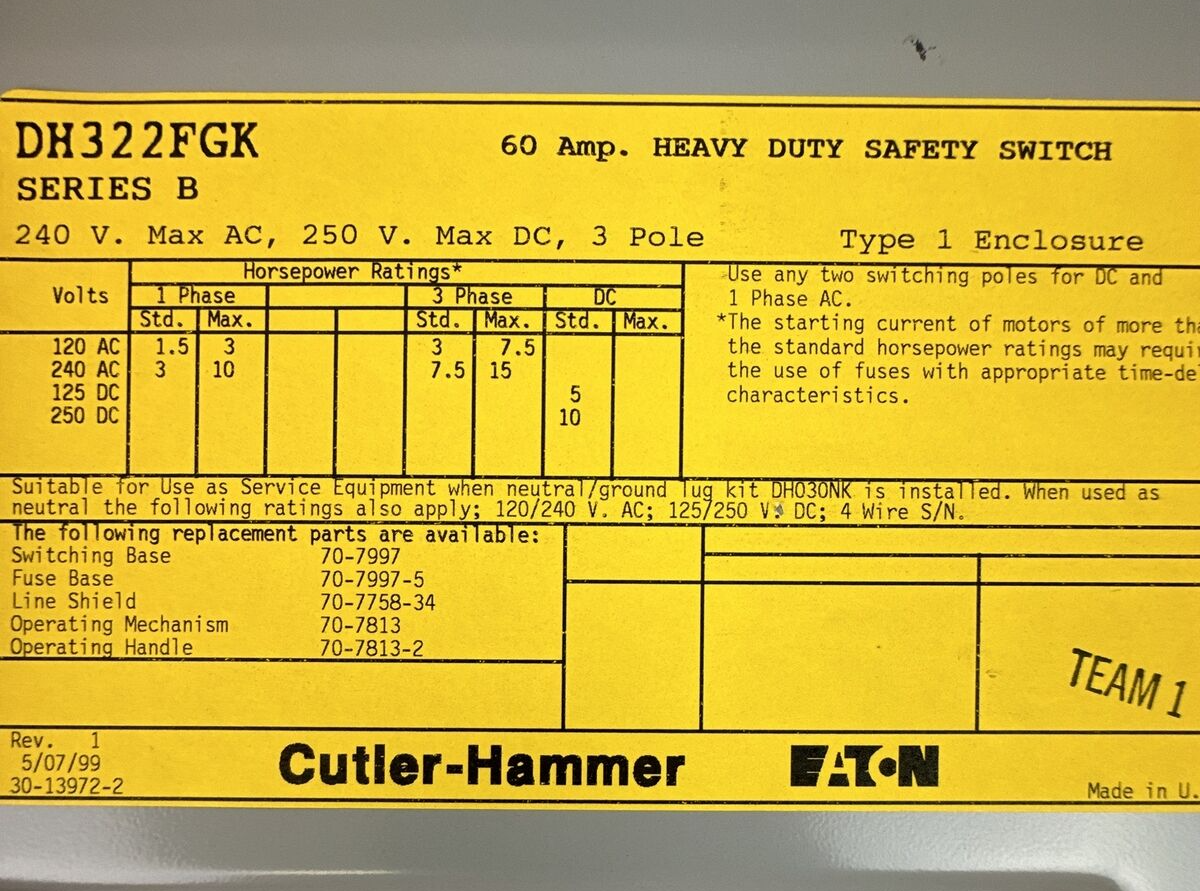 DH322FGK
60 Amp. HEAVY DUTY SAFETY SWITCH
SERIES B
240 V. Max AC, 250 V. Max DC, 3 Pole
Type 1 Enclosure
Horsepower Ratings*
Volts 1 Phase 3 Phase DC
Std. Max. Std. Max. Std. Max.
120 AC 1.5 3 3 7.5
240 AC 3 10 7.5 15
125 DC 5
250 DC 10
Use any two switching poles for DC and
1 Phase AC.
*The starting current of motors of more
the standard horsepower ratings may
the use of fuses with appropriate
characteristics.
Suitable for Use as Service Equipment when neutral/ground lug kit DH030NK is installed. When used as
neutral the following ratings also apply; 120/240 V. AC; 125/250 V. DC; 4 Wire S/N.
The following replacement parts are available:
Switching Base 70-7997
Fuse Base 70-7997-5
Line Shield 70-7758-34
Operating Mechanism 70-7813
Operating Handle 70-7813-2
TEAM 1
Rev. 1
5/07/99
30-13972-2
Cutler-Hammer
EATON
Made in U.